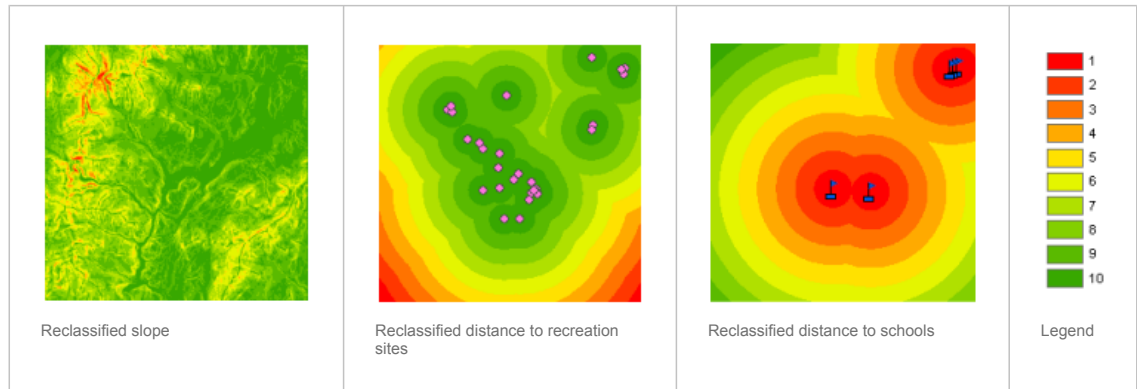 Reclassified slope
Reclassified distance to recreation
sites
Reclassified distance to schools
1
2
3
4
5
6
7
8
9
10
Legend